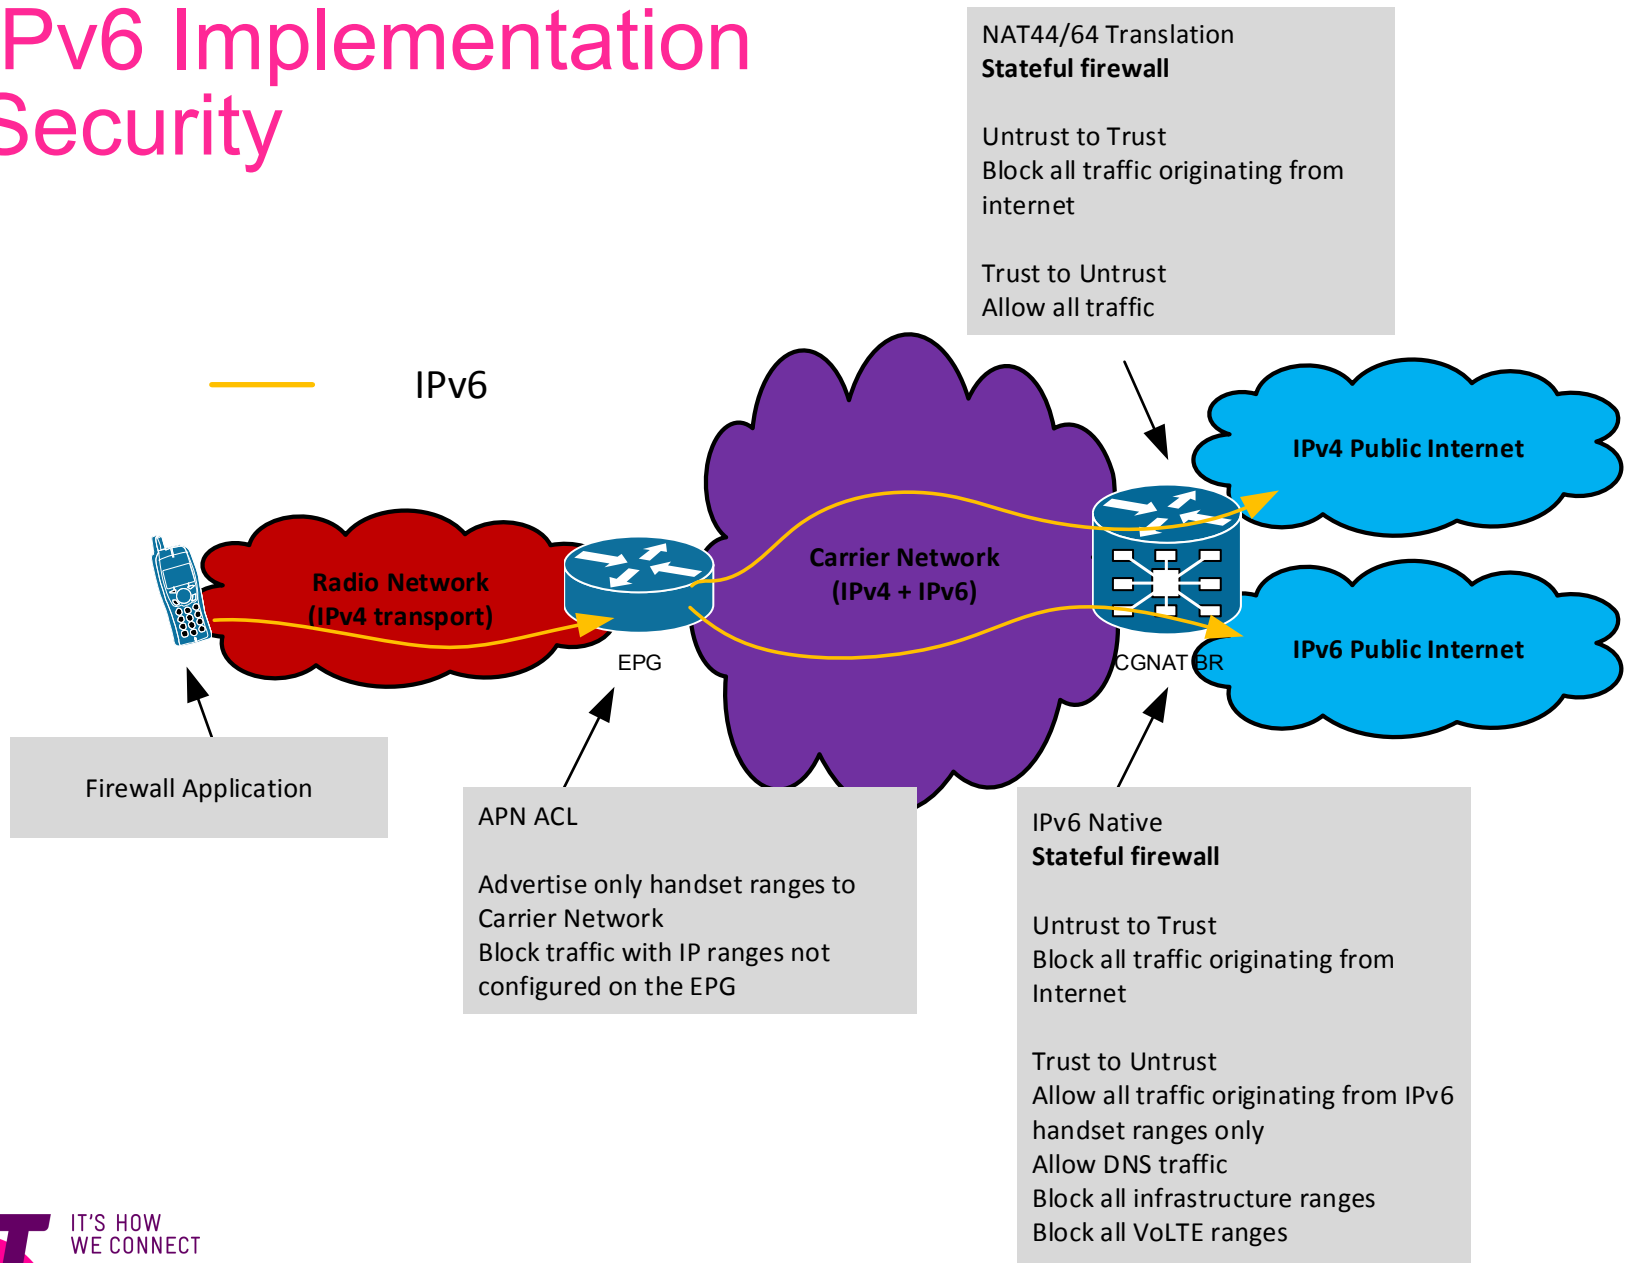 Pv6 Implementation
Security
NAT44/64 Translation
Stateful firewall
Untrust to Trust
Block all traffic originating from
internet
Trust to Untrust
Allow all traffic
IPv6
IPv4 Public Internet
Carrier Network
(IPv4 + IPv6)
Radio Network
(IPv4 transport)
EPG
CGNAT BR
IPv6 Public Internet
Firewall Application
APN ACL
Advertise only handset ranges to
Carrier Network
Block traffic with IP ranges not
configured on the EPG
IPv6 Native
Stateful firewall
Untrust to Trust
Block all traffic originating from
Internet
Trust to Untrust
Allow all traffic originating from IPv6
handset ranges only
Allow DNS traffic
Block all infrastructure ranges
Block all VoLTE ranges
IT'S HOW
WE CONNECT